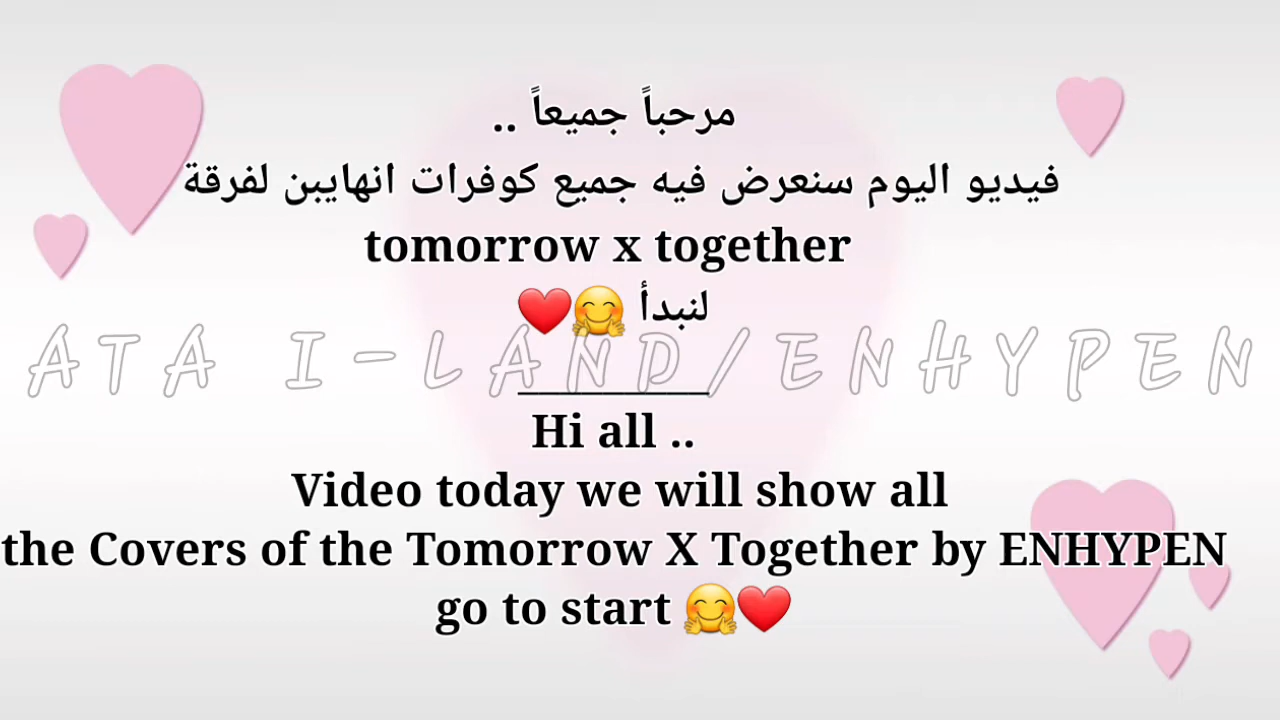 مرحباً جميعاً ..
فيديو اليوم سنعرض فيه جميع كوفرات انهايبن لفرقة
tomorrow x together
لنبدأ 🤗❤️
ATA I-LAND/ENHYPEN
Hi all ..
Video today we will show all
the Covers of the Tomorrow X Together by ENHYPEN
go to start 🤗❤️